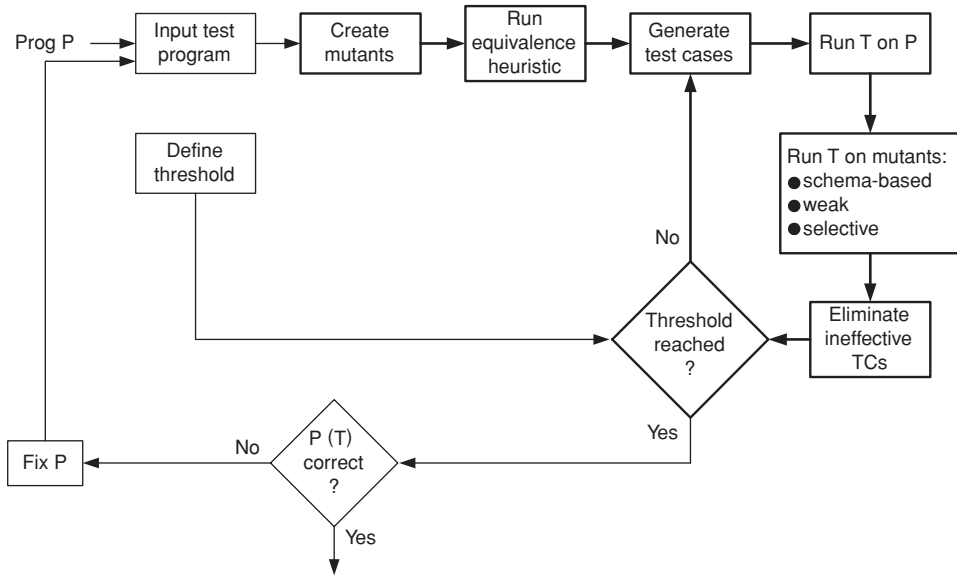 Prog P
Input test
program
Create
mutants
Run
equivalence
heuristic
Generate
test cases
Run T on P
Define
threshold
Run T on mutants:
● schema-based
● weak
● selective
No
Threshold
reached
?
Eliminate
ineffective
TCs
Yes
P (T)
correct
?
No
Fix P
Yes